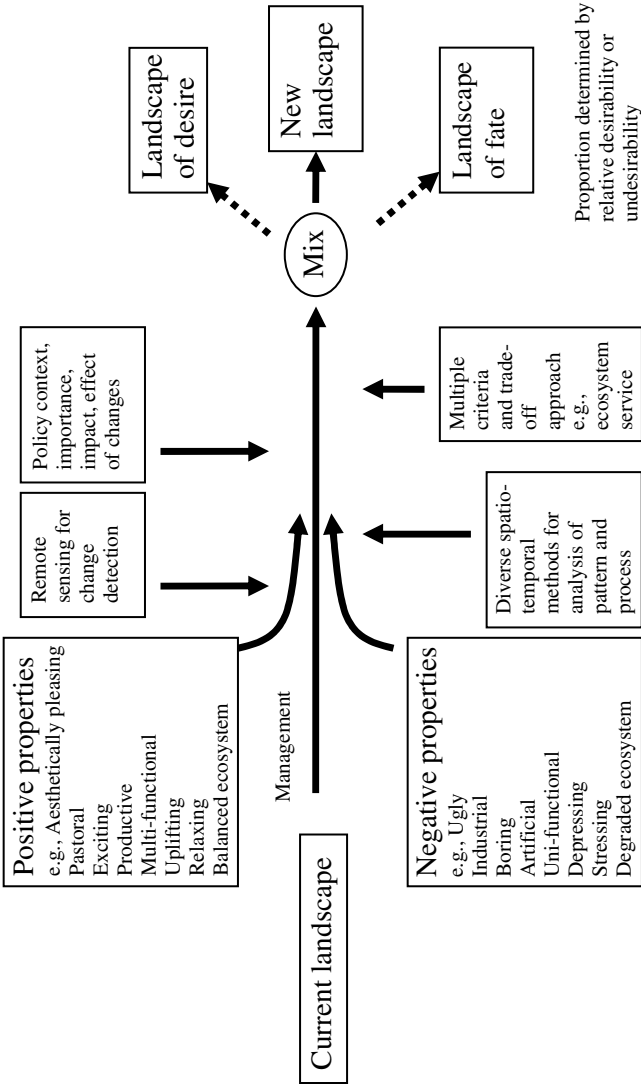 Current landscape
Positive properties
e.g., Aesthetically pleasing
Pastoral
Exciting
Productive
Multi-functional
Uplifting
Relaxing
Balanced ecosystem
Management
Negative properties
e.g., Ugly
Industrial
Boring
Artificial
Uni-functional
Depressing
Stressing
Degraded ecosystem
Remote
sensing for
change
detection
Policy context,
importance,
impact, effect
of changes
Diverse spatio-
temporal
methods for
analysis of
pattern and
process
Multiple
criteria
and trade-
off
approach
e.g.,
ecosystem
service
Mix
Landscape
of desire
New
landscape
Landscape
of fate
Proportion determined by
relative desirability or
undesirability